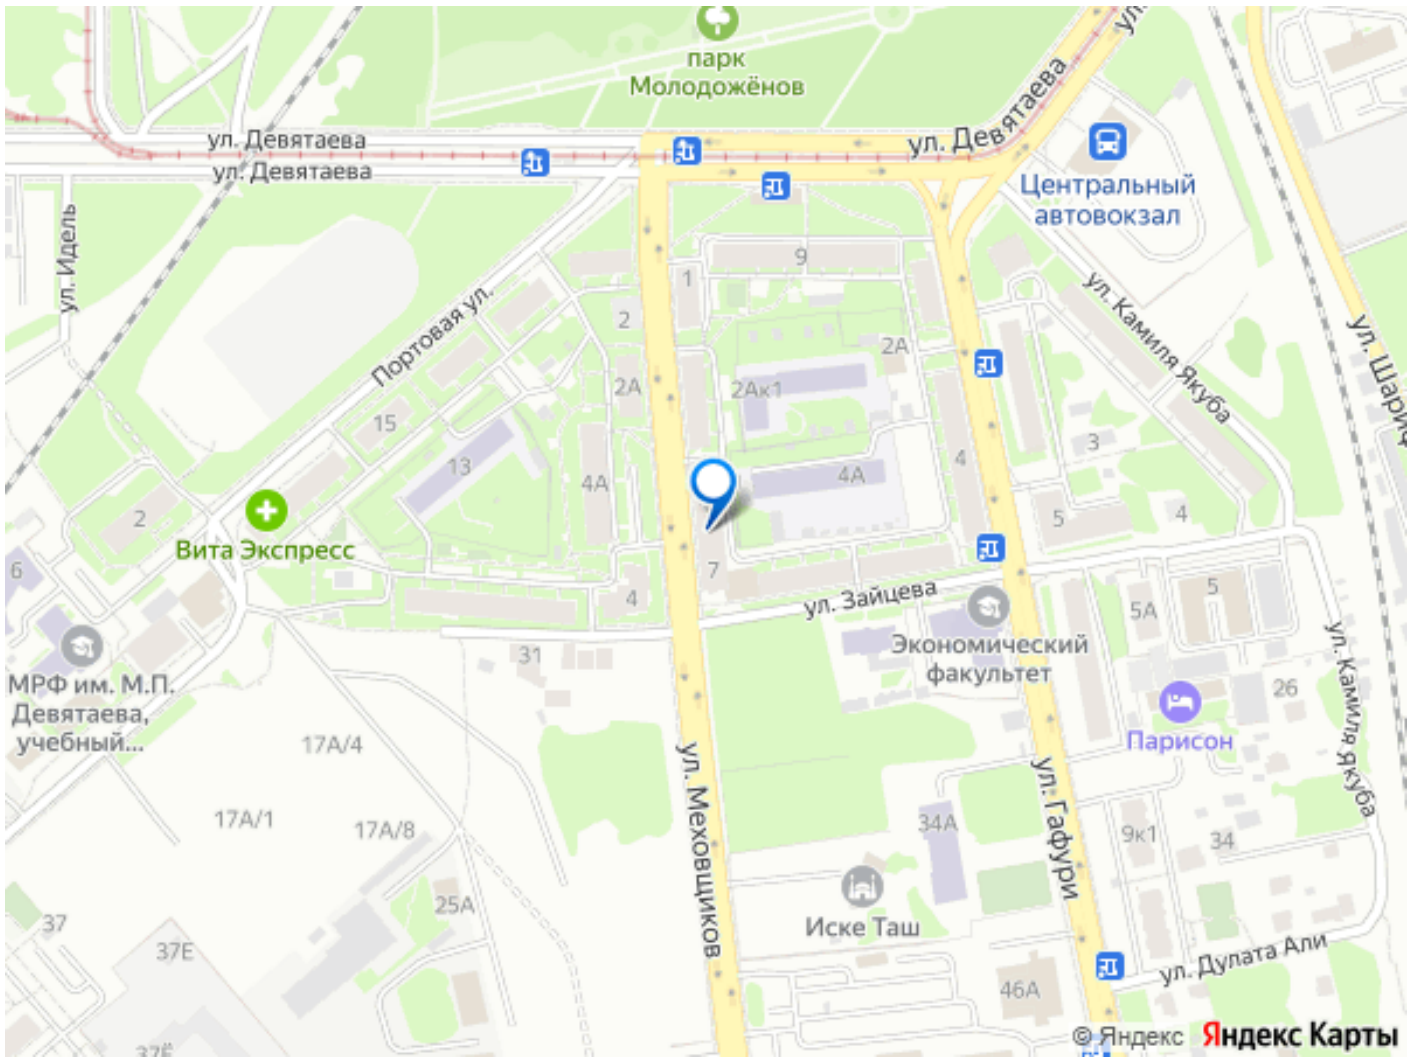 ул.
парк
Молодожёнов
ул. Девятаева
ул. Девятаева
ул. Девятаева
Центральный
автовокзал
ул. Идель
9
1
ул. Камиля Якуба
Портовая ул.
2
ул. Шариф
2А
2А
2Ак1
15
3
13
4А
4А
4
2
5
4
Вита Экспресс
6
7
4
ул. Зайцева
5
5А
Экономический
факультет
ул. Камиля Якуба
31
МРФ им. М.П.
Девятаева,
учебный...
26
17А/4
Парисон
ул. Меховщиков
ул. Гафури
17А/1
17А/8
34А
9к1
34
25А
37
Иске Таш
37Е
ул. Дулата Али
46А
© Яндекс Яндекс Карты
37Ё